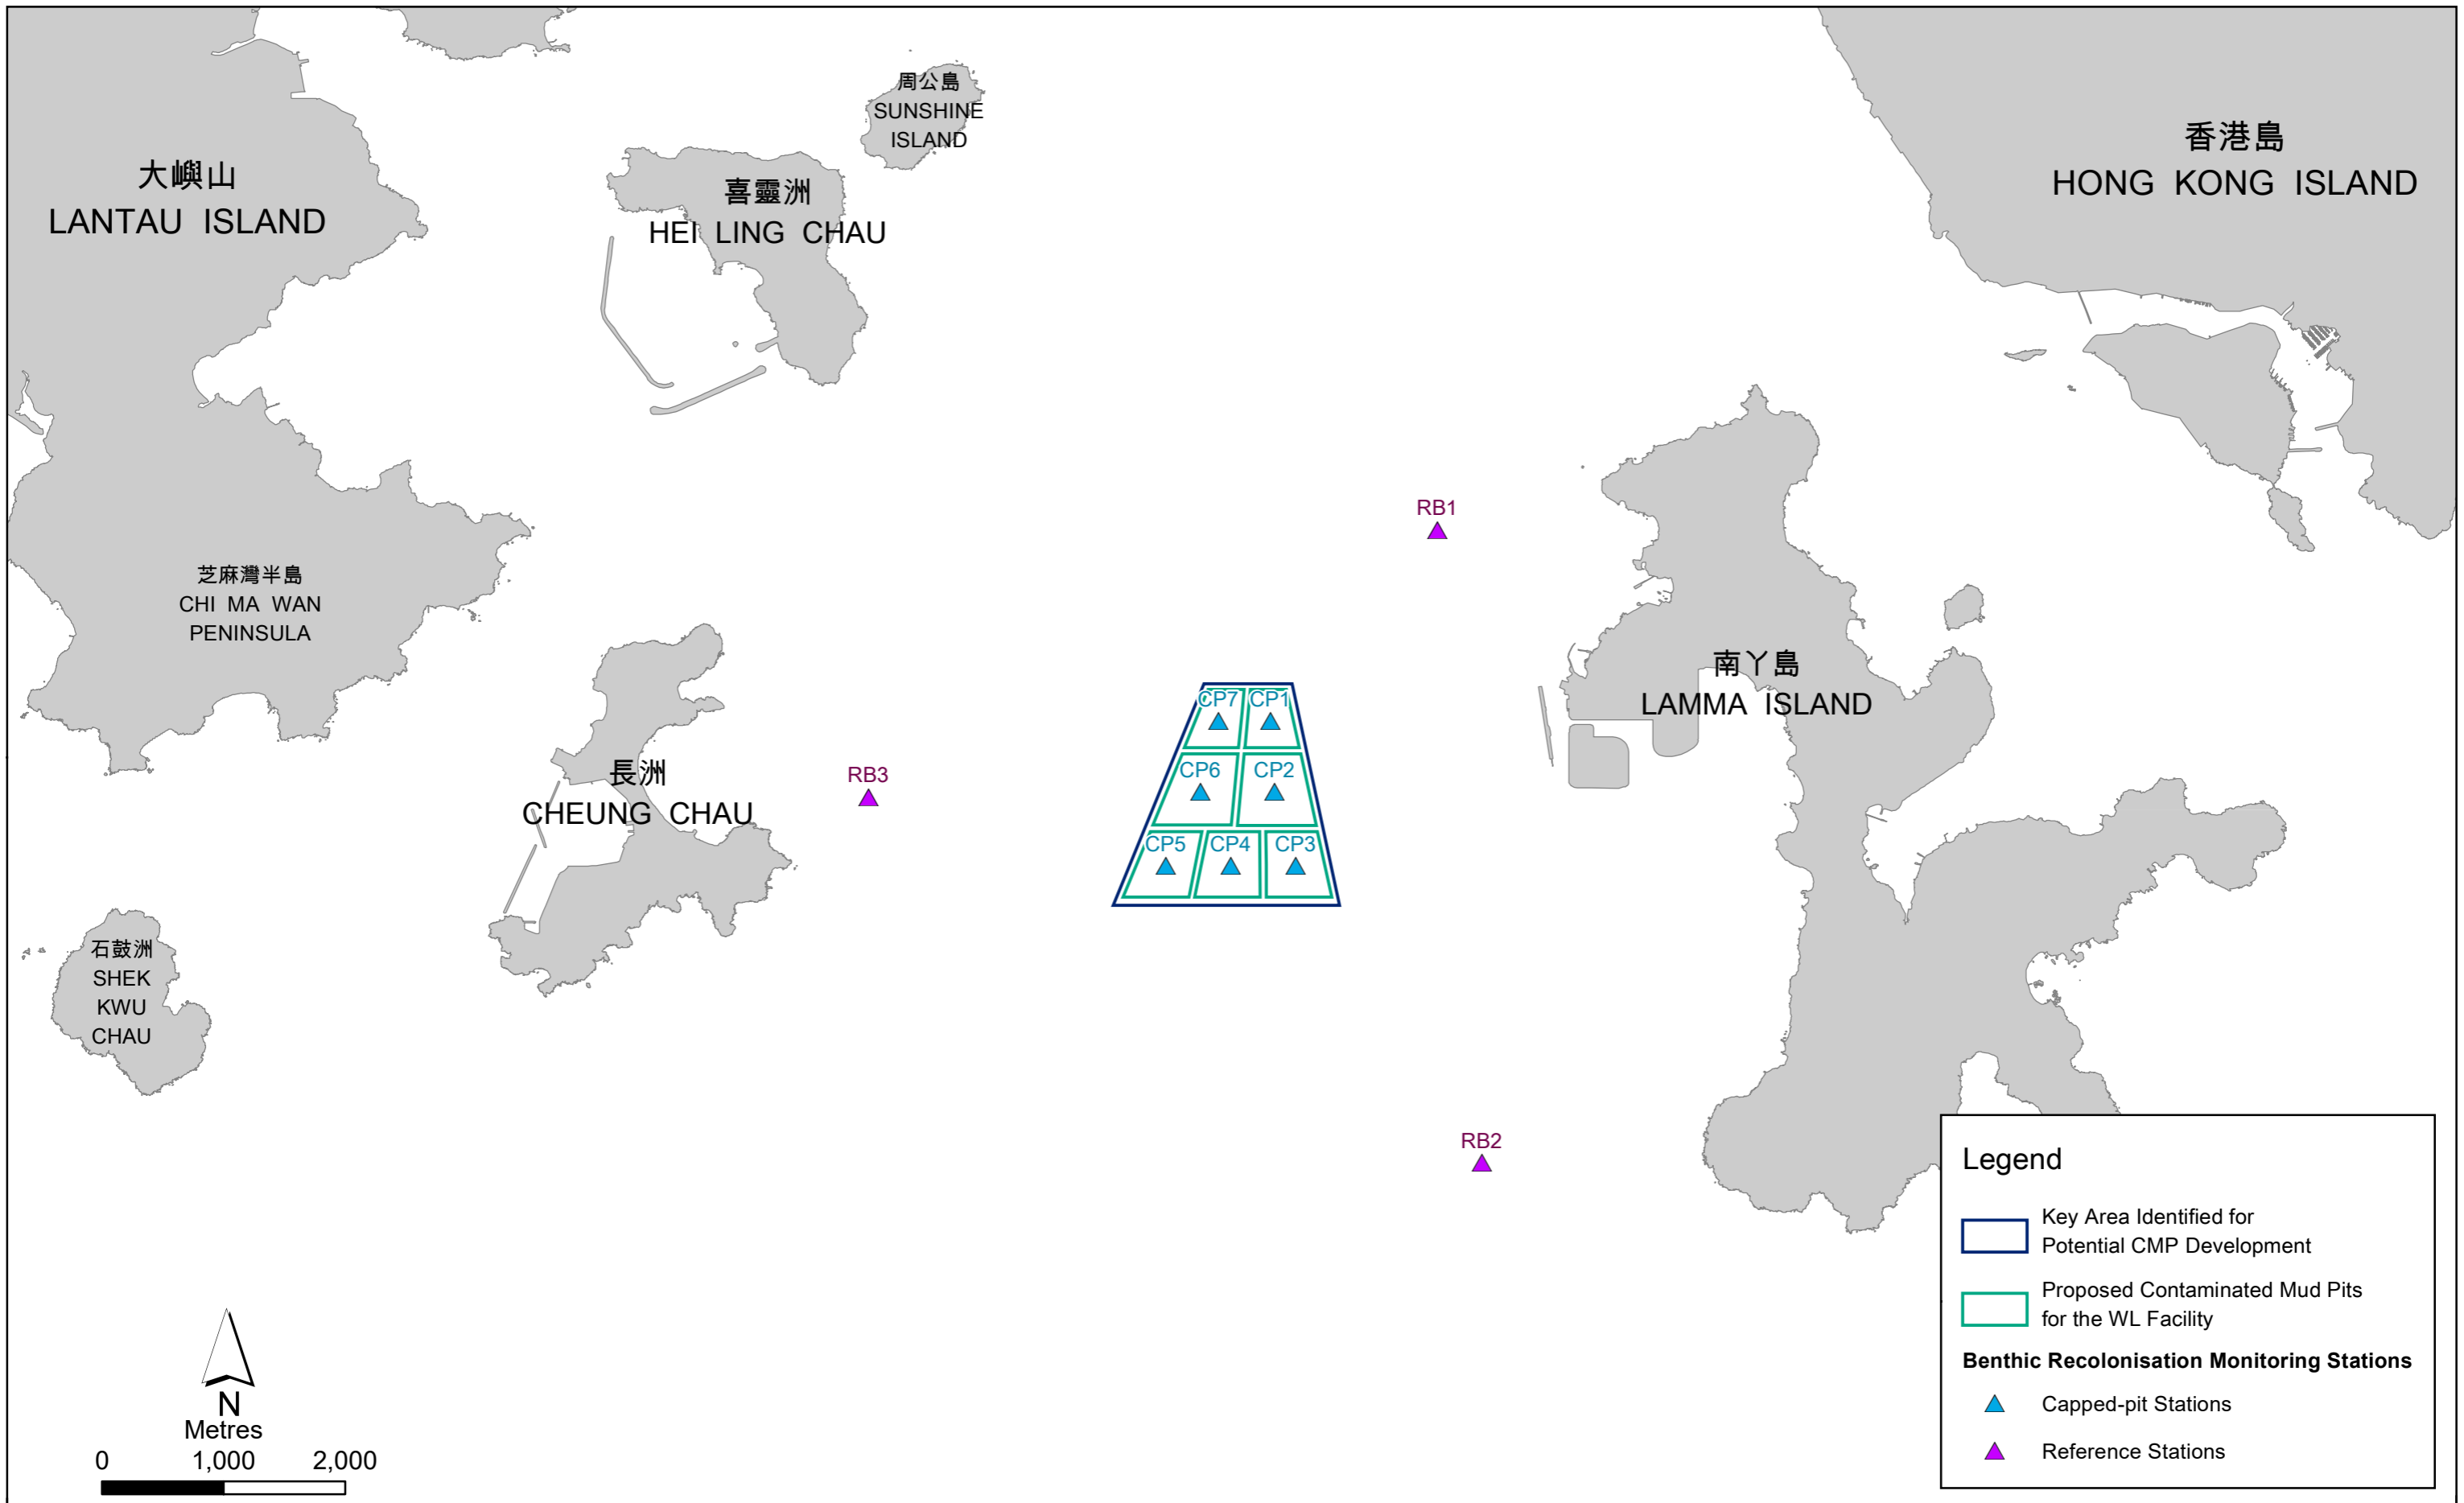 周公島
SUNSHINE
ISLAND
香港島
HONG KONG ISLAND
大嶼山
LANTAU ISLAND
喜靈洲
HEI LING CHAU
RB1
芝麻灣半島
CHI MA WAN
PENINSULA
南丫島
LAMMA ISLAND
CP7 CP1
RB3
CP6 CP2
長洲
CHEUNG CHAU
CP5 CP4 CP3
石鼓洲
SHEK
KWU
CHAU
RB2
Legend
Key Area Identified for
Potential CMP Development
Proposed Contaminated Mud Pits
for the WL Facility
Benthic Recolonisation Monitoring Stations
Capped-pit Stations
Reference Stations
N
Metres
0 1,000 2,000